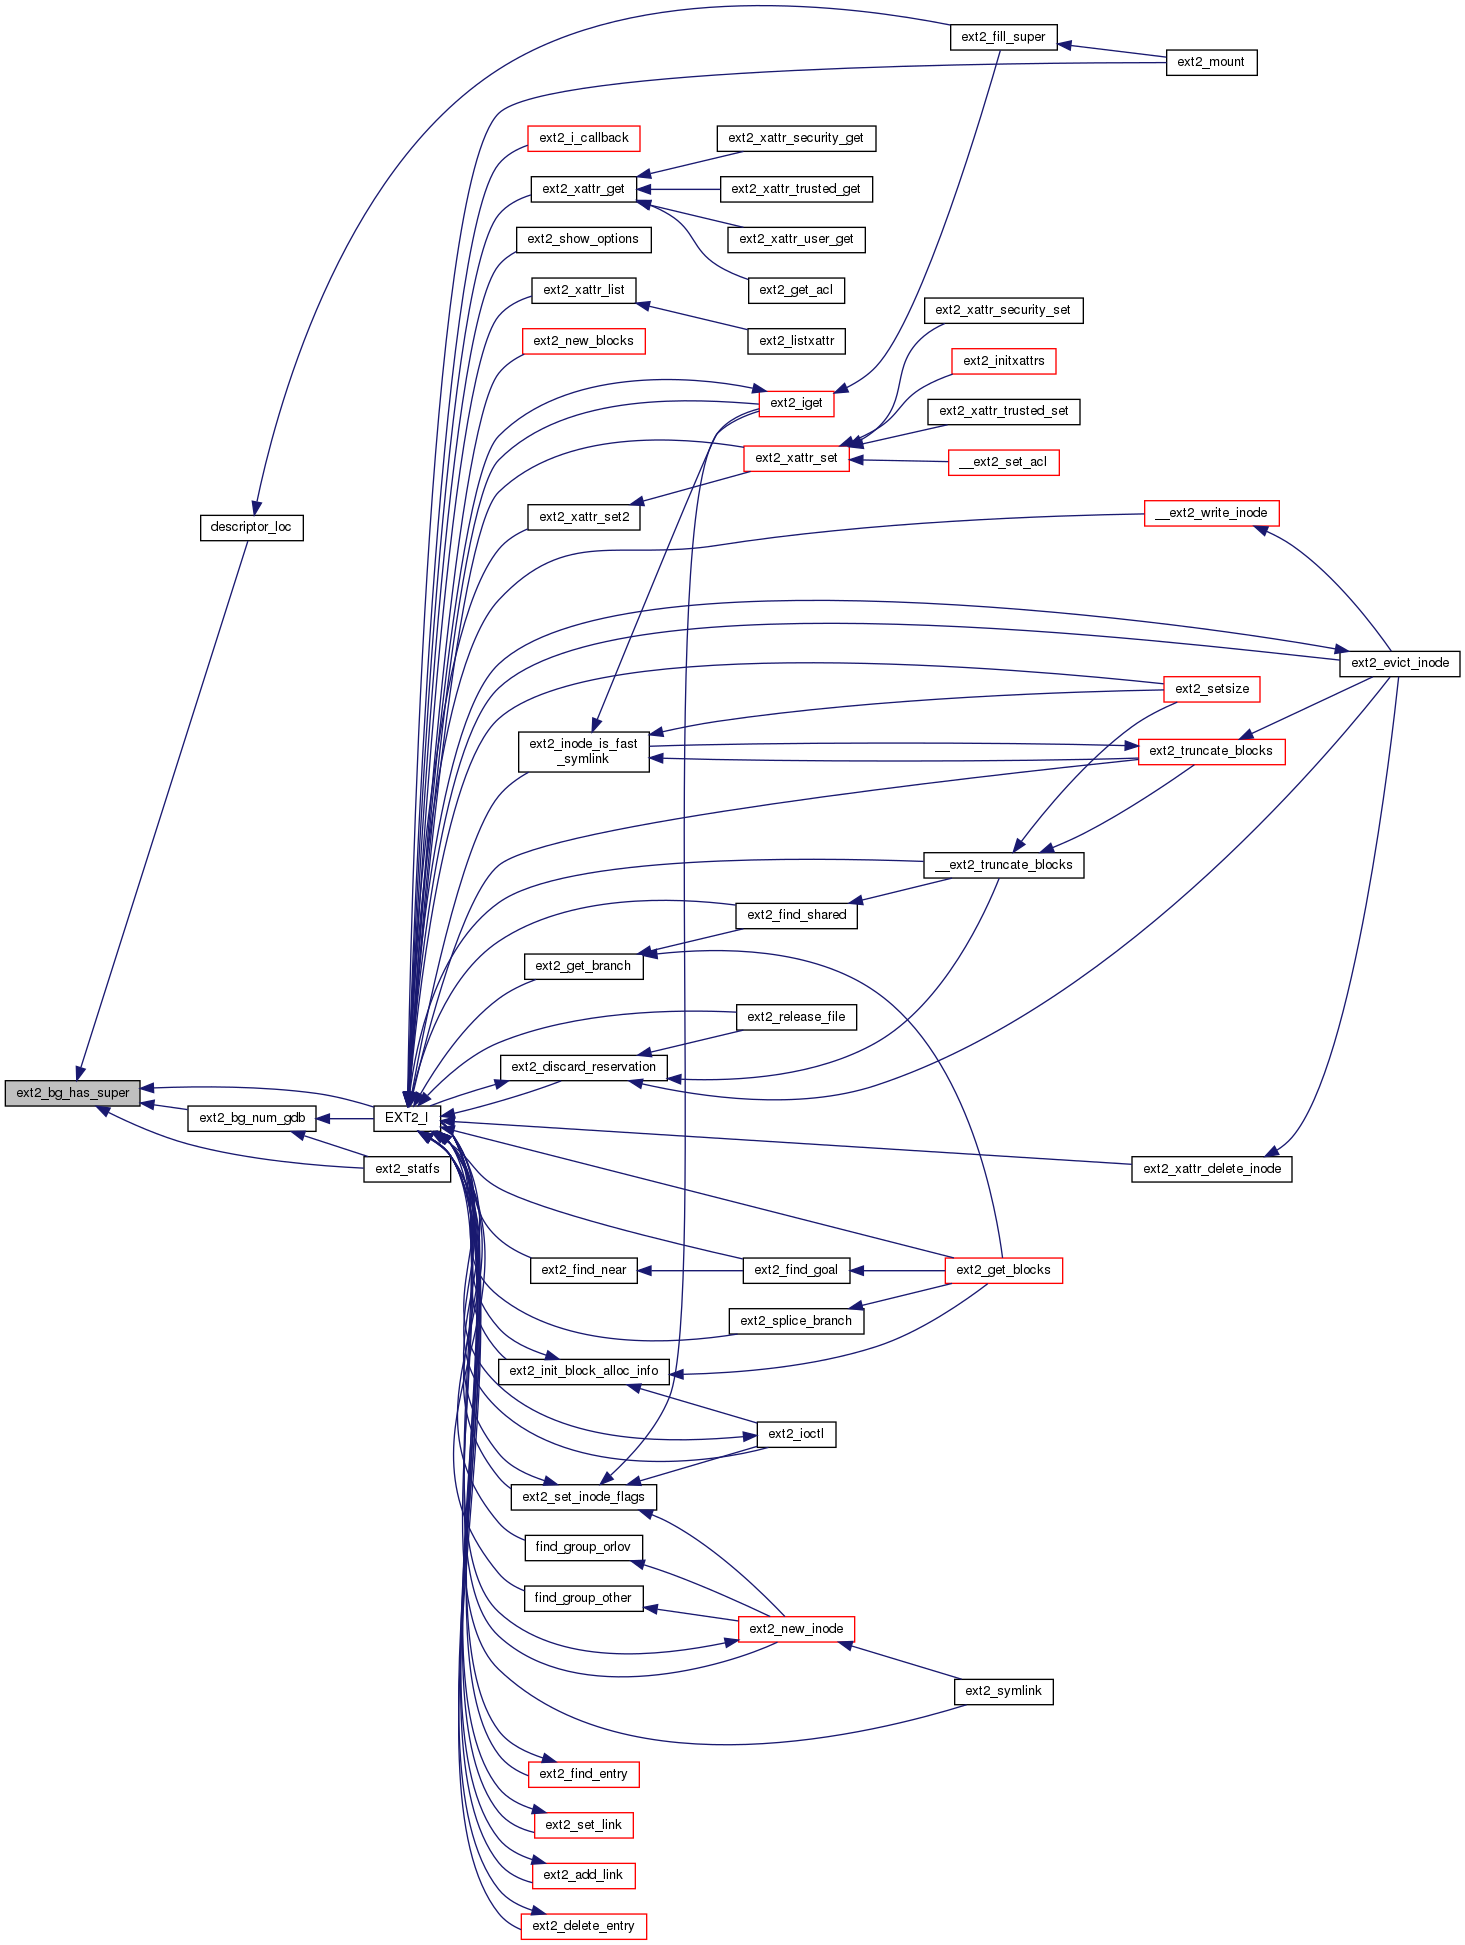 ext2_fill_super
ext2_mount
ext2_i_callback
ext2_xattr_security_get
ext2_xattr_get
ext2_xattr_trusted_get
ext2_show_options
ext2_xattr_user_get
ext2_xattr_list
ext2_get_acl
ext2_xattr_security_set
ext2_new_blocks
ext2_listxattr
ext2_initxattrs
ext2_iget
ext2_xattr_trusted_set
ext2_xattr_set
__ext2_set_acl
ext2_xattr_set2
__ext2_write_inode
descriptor_loc
ext2_evict_inode
ext2_setsize
ext2_inode_is_fast
_symlink
ext2_truncate_blocks
__ext2_truncate_blocks
ext2_find_shared
ext2_get_branch
ext2_release_file
ext2_discard_reservation
ext2_bg_has_super
ext2_bg_num_gdb
EXT2_I
ext2_statfs
ext2_xattr_delete_inode
ext2_find_near
ext2_find_goal
ext2_get_blocks
ext2_splice_branch
ext2_init_block_alloc_info
ext2_ioctl
ext2_set_inode_flags
find_group_orlov
find_group_other
ext2_new_inode
ext2_symlink
ext2_find_entry
ext2_set_link
ext2_add_link
ext2_delete_entry